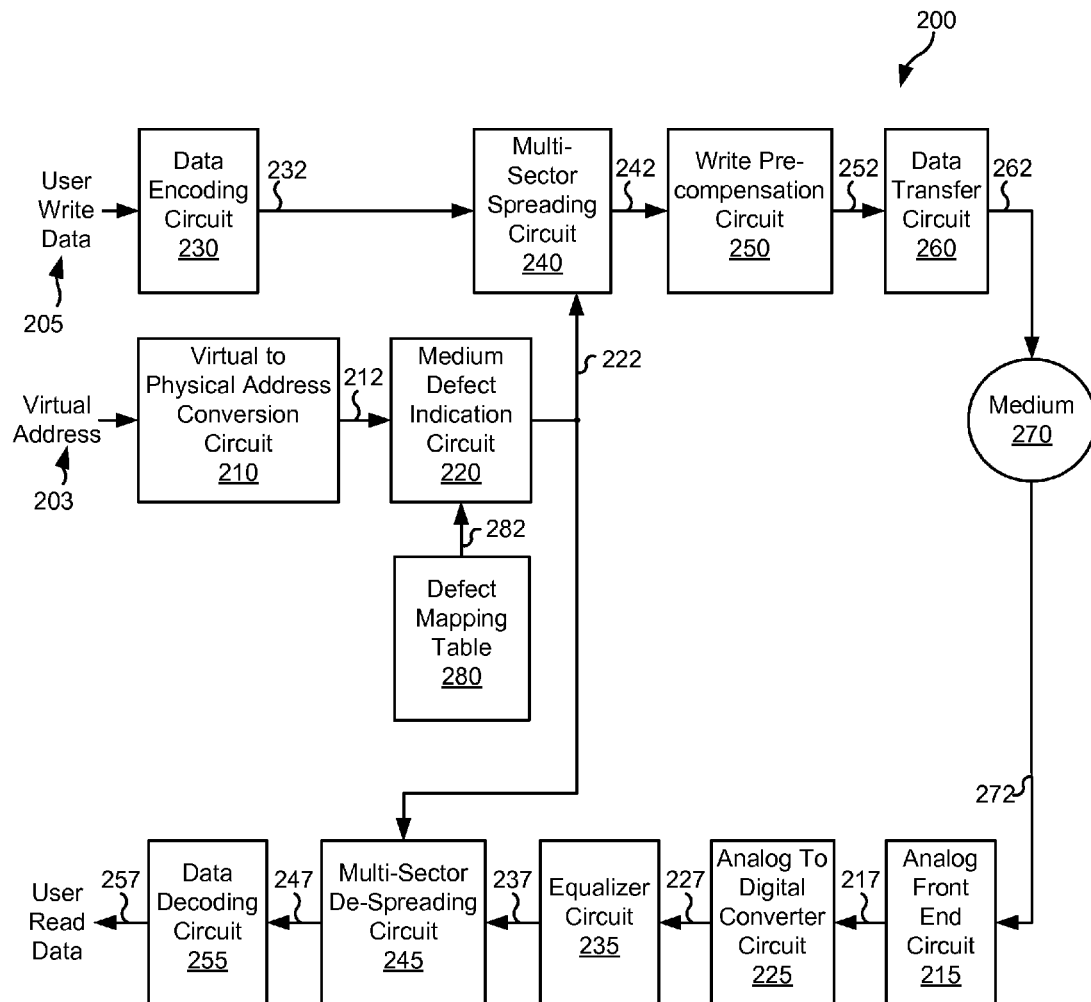 200
User
Write
Data
205
Data
Encoding
Circuit
230
232
Multi-
Sector
Spreading
Circuit
240
242
Write Pre-
compensation
Circuit
250
252
Data
Transfer
Circuit
260
262
Virtual
Address
203
Virtual to
Physical Address
Conversion
Circuit
210
212
Medium
Defect
Indication
Circuit
220
222
Medium
270
282
Defect
Mapping
Table
280
272
User
Read
Data
257
Data
Decoding
Circuit
255
247
Multi-Sector
De-Spreading
Circuit
245
237
Equalizer
Circuit
235
227
Analog To
Digital
Converter
Circuit
225
217
Analog
Front
End
Circuit
215